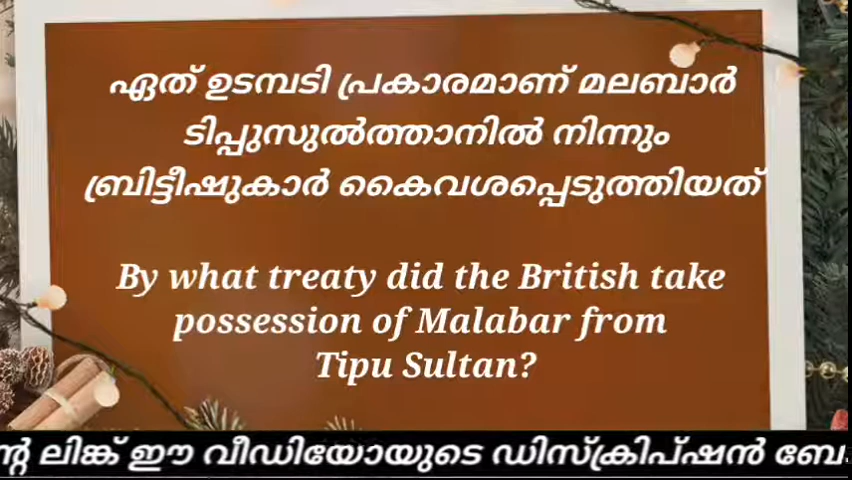 ഏത് ഉടമ്പടി പ്രകാരമാണ് മലബാർ
ടിപ്പുസുൽത്താനിൽ നിന്നും
ബ്രിട്ടീഷുകാർ കൈവശപ്പെടുത്തിയത്
By what treaty did the British take
possession of Malabar from
Tipu Sultan?
ലിങ്ക് ഈ വീഡിയോയുടെ ഡിസ്ക്രിപ്ഷൻ